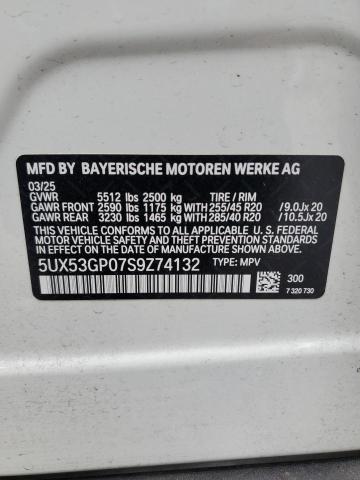 MFD BY BAYERISCHE MOTOREN WERKE AG
03/25
GVWR 5512 lbs 2500 kg TIRE / RIM
GAWR FRONT 2590 lbs 1175 kg WITH 255/45 R20 /9.0Jx 20
GAWR REAR 3230 lbs 1465 kg WITH 285/40 R20 /10.5Jx 20
THIS VEHICLE CONFORMS TO ALL APPLICABLE U.S. FEDERAL
MOTOR VEHICLE SAFETY AND THEFT PREVENTION STANDARDS
IN EFFECT ON THE DATE OF MANUFACTURE SHOWN ABOVE.
5UX53GP07S9Z74132 TYPE: MPV
300
7 320 730